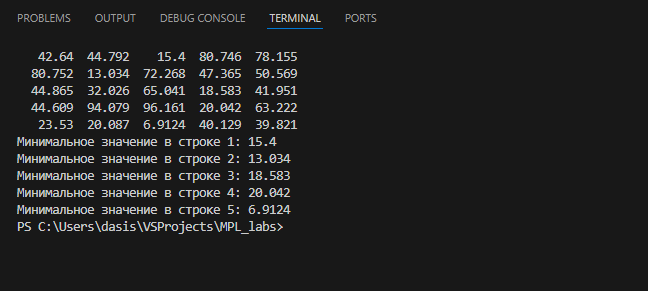 PROBLEMS OUTPUT DEBUG CONSOLE TERMINAL PORTS
42.64 44.792 15.4 80.746 78.155
80.752 13.034 72.268 47.365 50.569
44.865 32.026 65.041 18.583 41.951
44.609 94.079 96.161 20.042 63.222
23.53 20.087 6.9124 40.129 39.821
Минимальное значение в строке 1: 15.4
Минимальное значение в строке 2: 13.034
Минимальное значение в строке 3: 18.583
Минимальное значение в строке 4: 20.042
Минимальное значение в строке 5: 6.9124
PS C:\Users\dasis\VSProjects\MPL_labs>